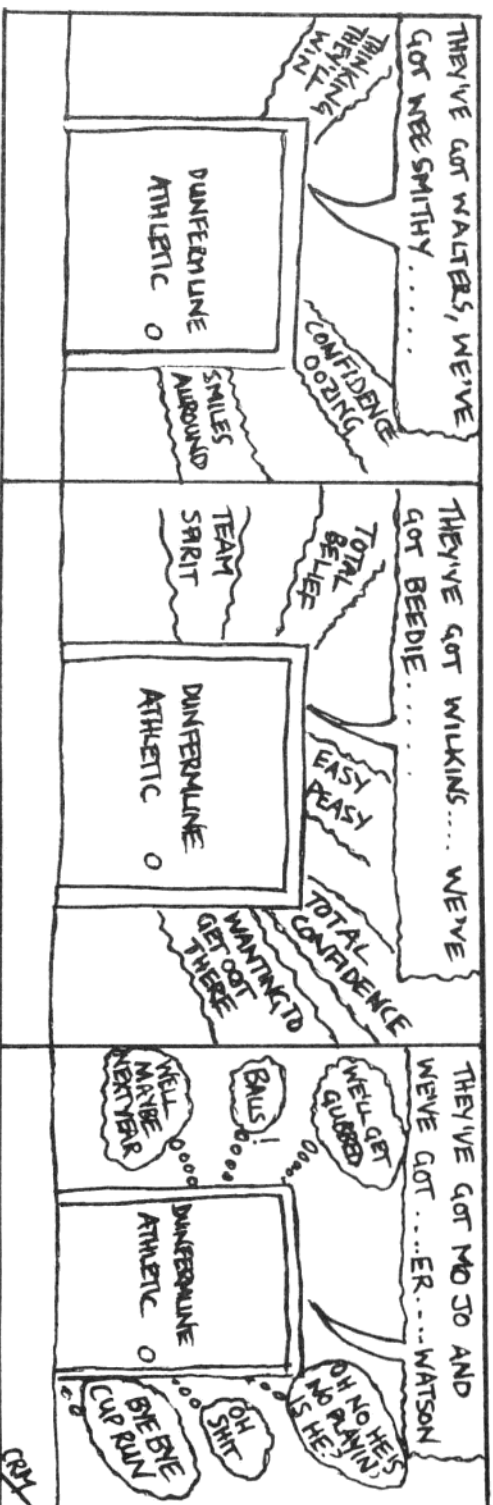 THEY'VE GOT WALTERS, WE'VE
GOT WEE SMITHY.....
THINKING
THEY'LL
WIN
CONFIDENCE
OOZING
SMILES
AUROUND
DUNFERMLINE
ATHLETIC
THEY'VE GOT WILKINS.... WE'VE
GOT BEEDIE......
TOTAL
BELIEF
EASY
PEASY
TOTAL
CONFIDENCE
TEAM
SPIRIT
WANTING TO
GET OOT
THERE
DUNFERMLINE
ATHLETIC
THEY'VE GOT MO JO AND
WE'VE GOT ....ER....WATSON
WE'LL GET
GUBBED
OH NO HE'S
NO PLAYIN'
IS HE?
BALLS!
OH
SHIT
WELL
MAYBE
NEXT YEAR
BYE BYE
CUP RUN
DUNFERMLINE
ATHLETIC
CRM